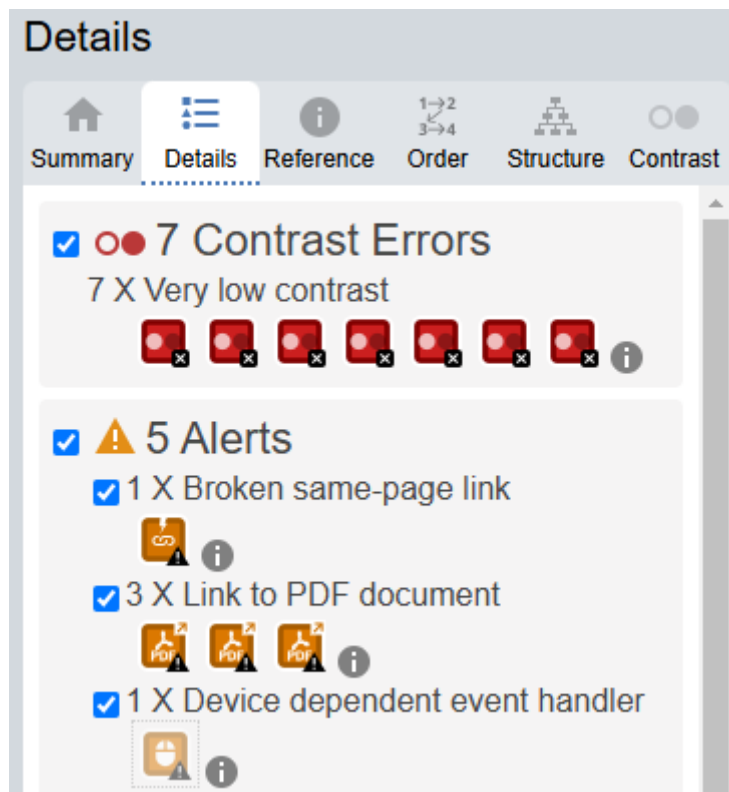 Details
Summary Details Reference Order Structure Contrast
1→2
3→4
7 Contrast Errors
7 X Very low contrast
5 Alerts
1 X Broken same-page link
3 X Link to PDF document
PDF PDF PDF
1 X Device dependent event handler